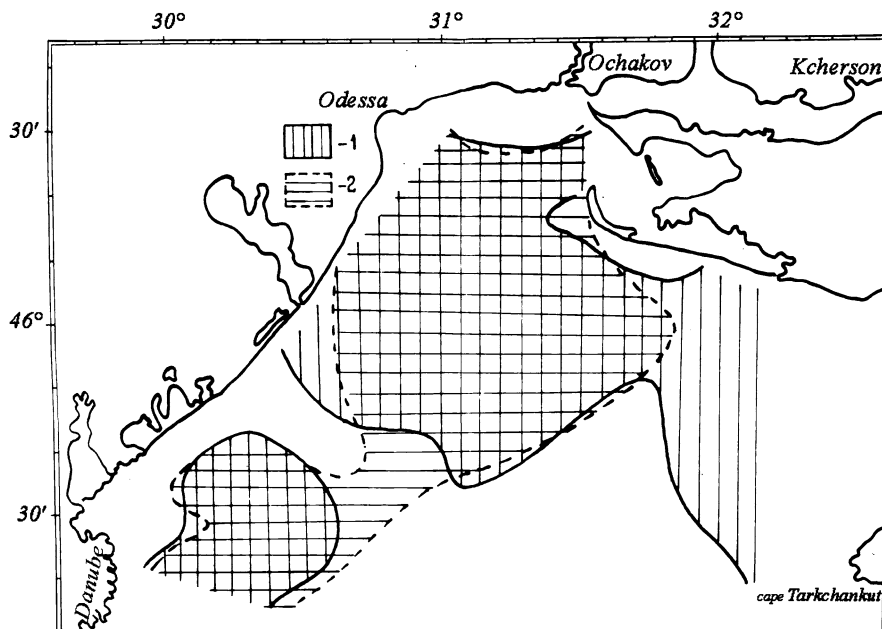 30° 31° 32°
Ochakov Kcherson
Odessa
30'
-1
-2
46°
30'
Danube
cape Tarkchankut